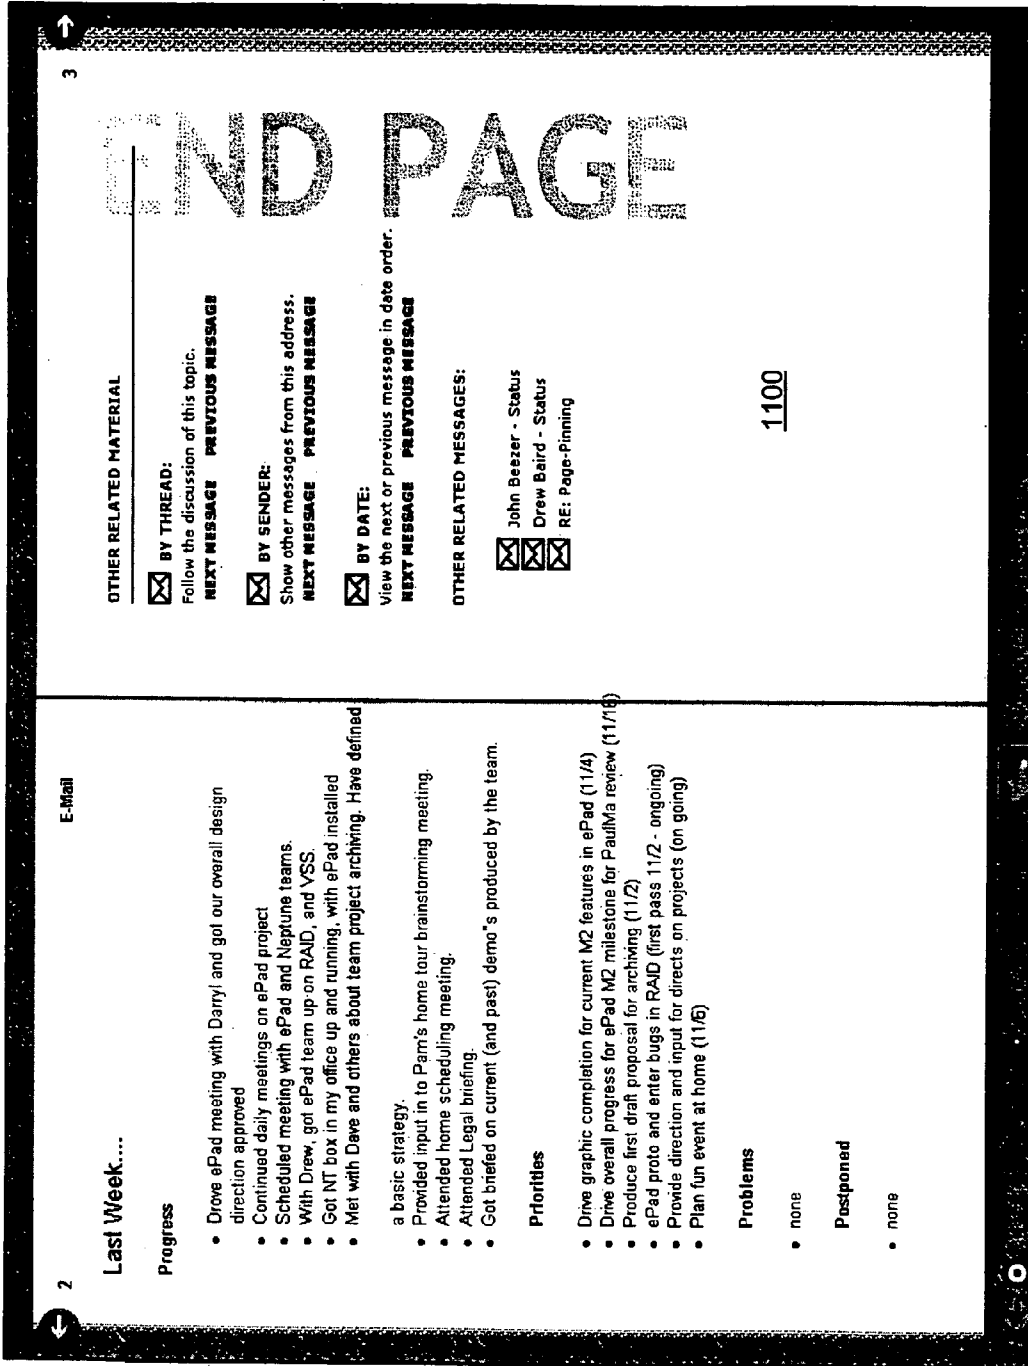 2
E-Mail
Last Week....
Progress
• Drove ePad meeting with Darryl and got our overall design
direction approved
• Continued daily meetings on ePad project
• Scheduled meeting with ePad and Neptune teams.
• With Drew, got ePad team up on RAID, and VSS.
• Got NT box in my office up and running, with ePad installed
• Met with Dave and others about team project archiving. Have defined
a basic strategy.
• Provided input in to Pam's home tour brainstorming meeting.
• Attended home scheduling meeting.
• Attended Legal briefing.
• Got briefed on current (and past) demo"s produced by the team.
Priorities
• Drive graphic completion for current M2 features in ePad (11/4)
• Drive overall progress for ePad M2 milestone for PaulMa review (11/18)
• Produce first draft proposal for archiving (11/2)
• ePad proto and enter bugs in RAID (first pass 11/2 - ongoing)
• Provide direction and input for directs on projects (on going)
• Plan fun event at home (11/6)
Problems
• none
Postponed
• none
3
END PAGE
OTHER RELATED MATERIAL
BY THREAD:
Follow the discussion of this topic.
NEXT MESSAGE PREVIOUS MESSAGE
BY SENDER:
Show other messages from this address.
NEXT MESSAGE PREVIOUS MESSAGE
BY DATE:
View the next or previous message in date order.
NEXT MESSAGE PREVIOUS MESSAGE
OTHER RELATED MESSAGES:
John Beezer - Status
Drew Baird - Status
RE: Page-Pinning
1100